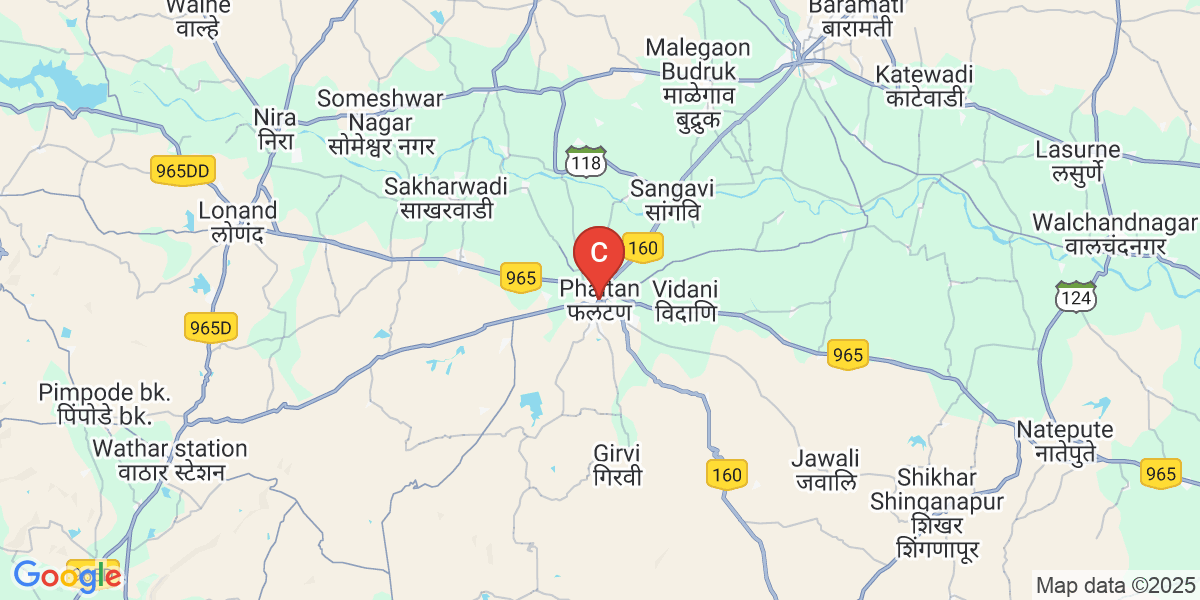 Walhe
वाल्हे
Baramati
बारामती
Malegaon
Budruk
माळेगाव
बुद्रुक
Katewadi
काटेवाडी
Someshwar
Nagar
सोमेश्वर नगर
Nira
निरा
118
Lasurne
लसुर्णे
965DD
Sakharwadi
साखरवाडी
Sangavi
सांगवि
Lonand
लोणंद
Walchandnagar
वालचंदनगर
160
C
965
Phaltan
फलटण
Vidani
विदाणि
124
965D
965
Pimpode bk.
पिंपोडे bk.
Wathar station
वाठार स्टेशन
Girvi
गिरवी
160
Jawali
जवालि
Natepute
नातेपुते
965
Shikhar
Shinganapur
शिखर
शिंगणापूर
965D
Google
Map data ©2025